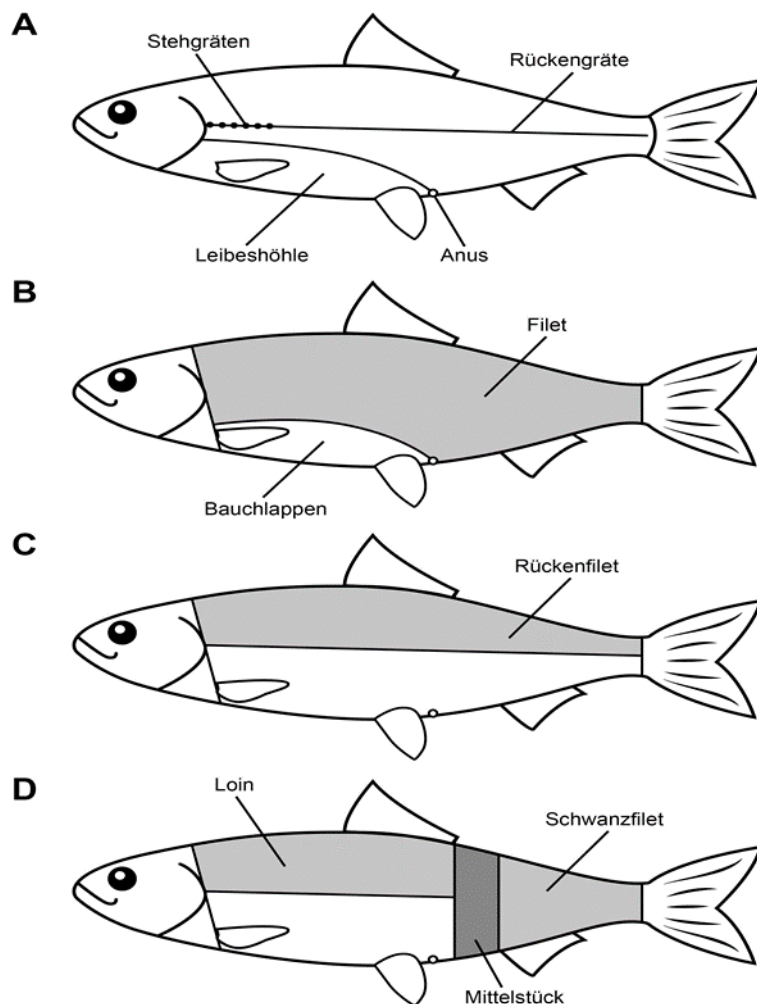 A
Stehgräten
Rückengräte
Leibeshöhle
Anus
B
Filet
Bauchlappen
C
Rückenfilet
D
Loin
Schwanzfilet
Mittelstück